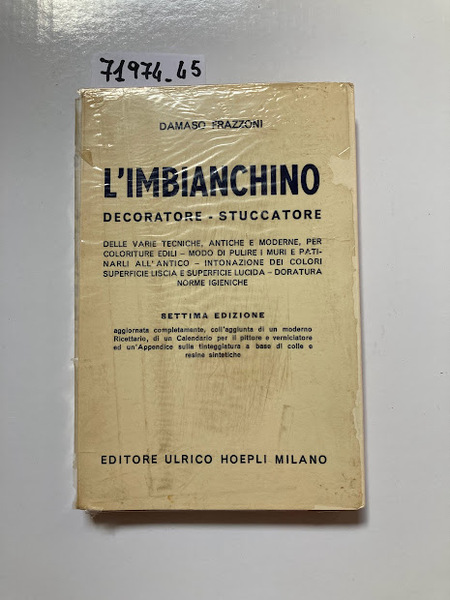 71974_45
DAMASO FRAZZONI
L'IMBIANCHINO
DECORATORE - STUCCATORE
DELLE VARIE TECNICHE, ANTICHE E MODERNE, PER
COLORITURE EDILI - MODO DI PULIRE I MURI E PATI-
NARLI ALL'ANTICO - INTONAZIONE DEI COLORI
SUPERFICIE LISCIA E SUPERFICIE LUCIDA - DORATURA
NORME IGIENICHE
SETTIMA EDIZIONE
aggiornata completamente, coll'aggiunta di un moderno
Ricettario, di un Calendario per il pittore e verniciatore
ed un'Appendice sulla tinteggiatura a base di colle e
resine sintetiche
EDITORE ULRICO HOEPLI MILANO